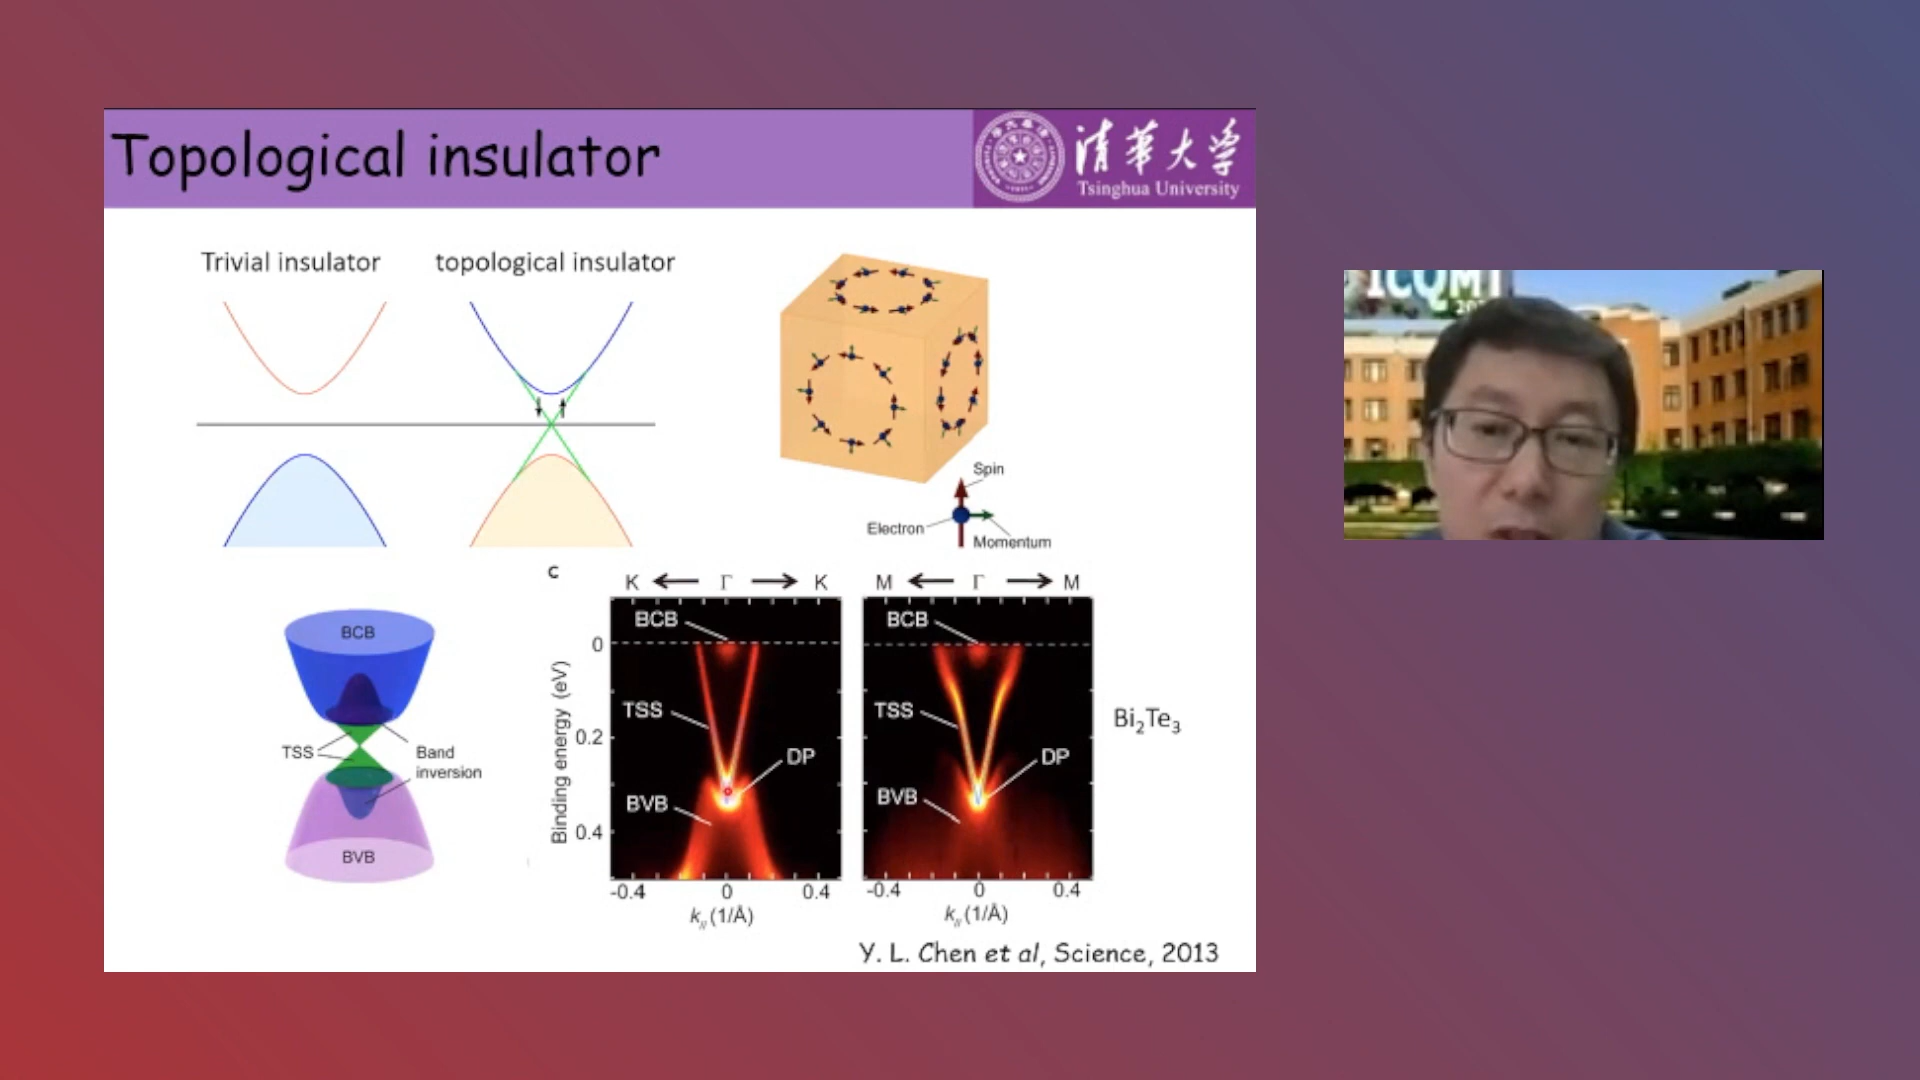 Topological insulator
清華大学
Tsinghua University
Trivial insulator
topological insulator
Spin
Electron
Momentum
BCB
TSS
Band
inversion
BVB
c
K ← Γ → K
M ← Γ → M
BCB
TSS
DP
BVB
BCB
TSS
DP
BVB
0
0.2
0.4
Binding energy (eV)
-0.4 0 0.4
k// (1/Å)
-0.4 0 0.4
k// (1/Å)
Bi2Te3
Y. L. Chen et al, Science, 2013
ICQMT